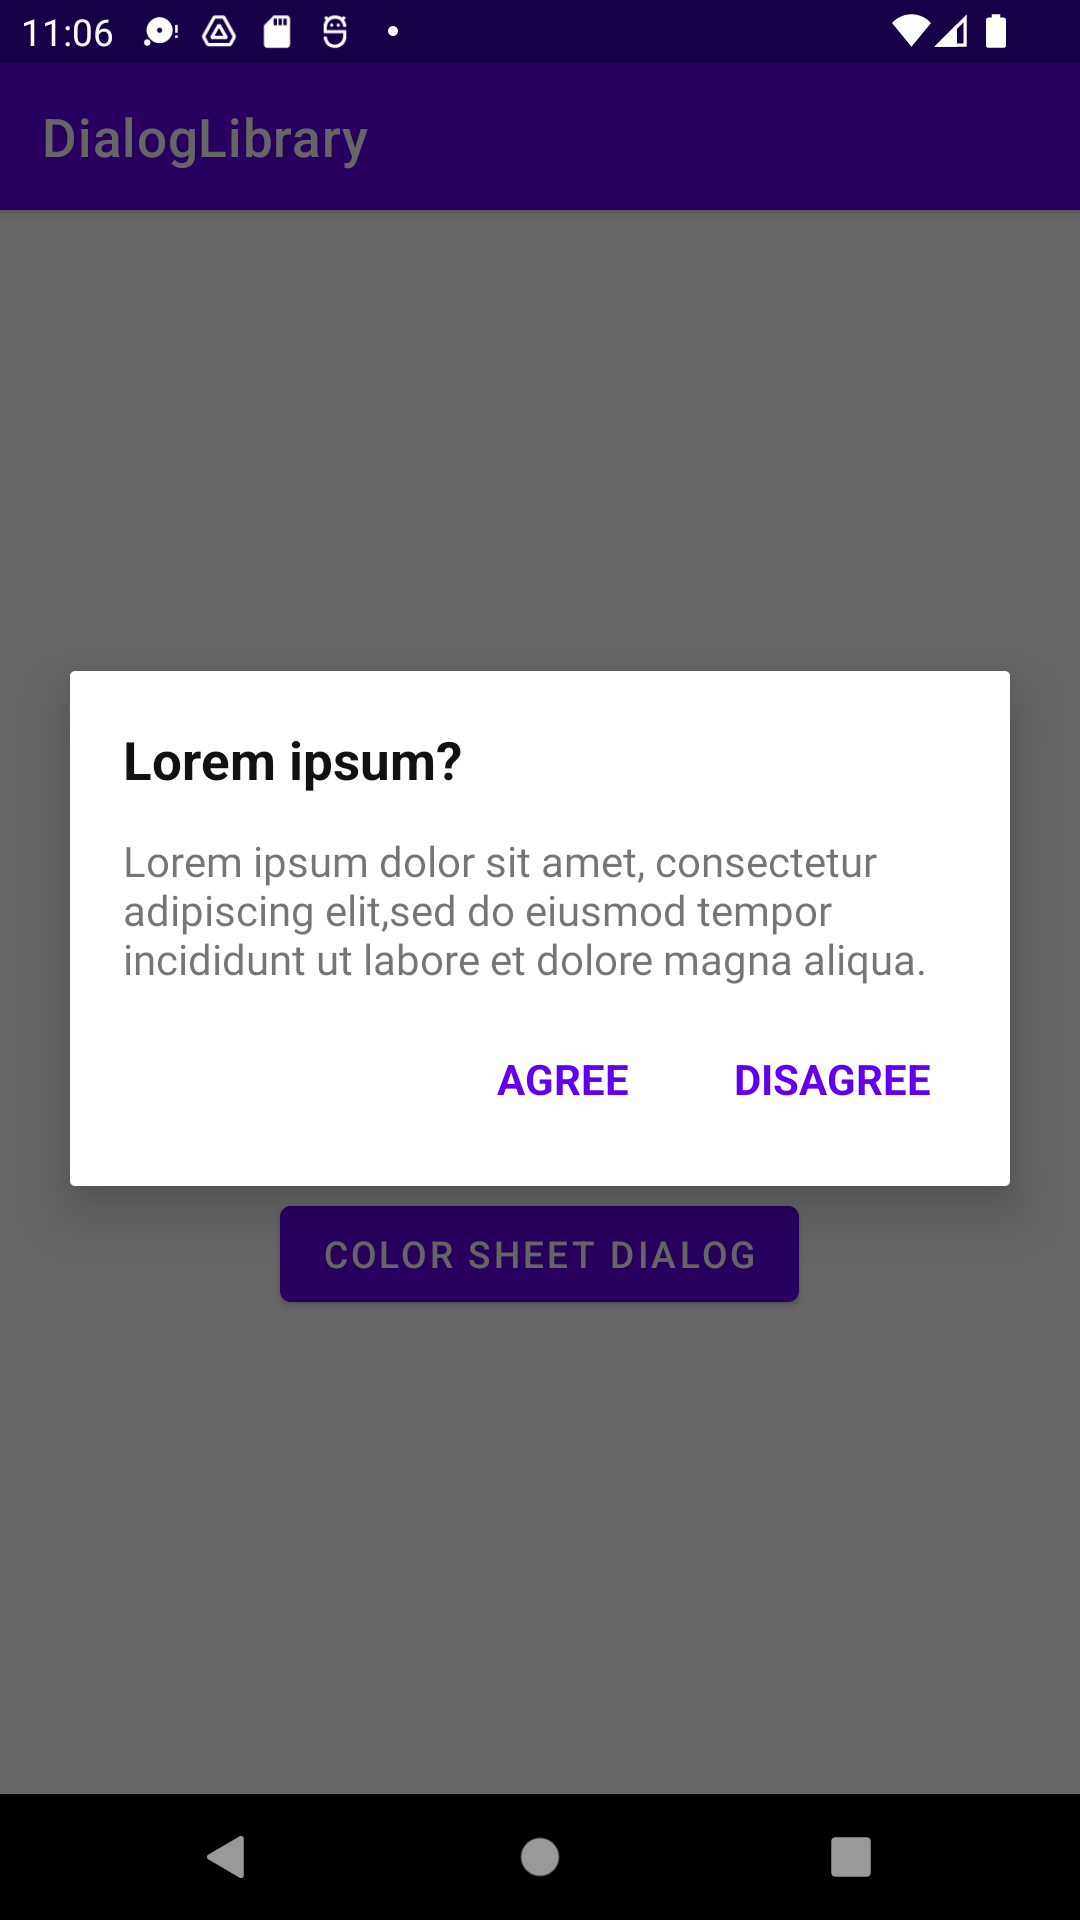 11:06
DialogLibrary
Lorem ipsum?
Lorem ipsum dolor sit amet, consectetur
adipiscing elit,sed do eiusmod tempor
incididunt ut labore et dolore magna aliqua.
AGREE DISAGREE
COLOR SHEET DIALOG